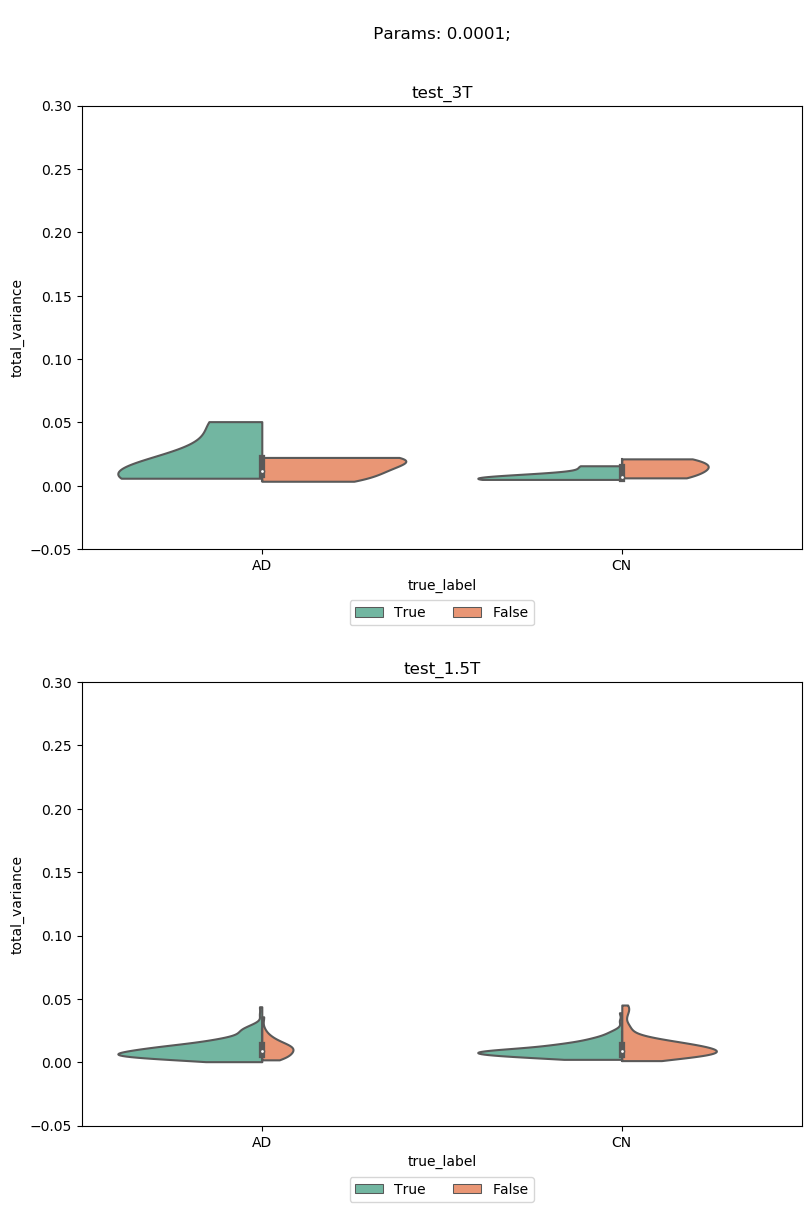 Params: 0.0001;
test_3T
0.30
0.25
0.20
0.15
0.10
0.05
0.00
−0.05
total_variance
AD CN
true_label
True False
test_1.5T
0.30
0.25
0.20
0.15
0.10
0.05
0.00
−0.05
total_variance
AD CN
true_label
True False